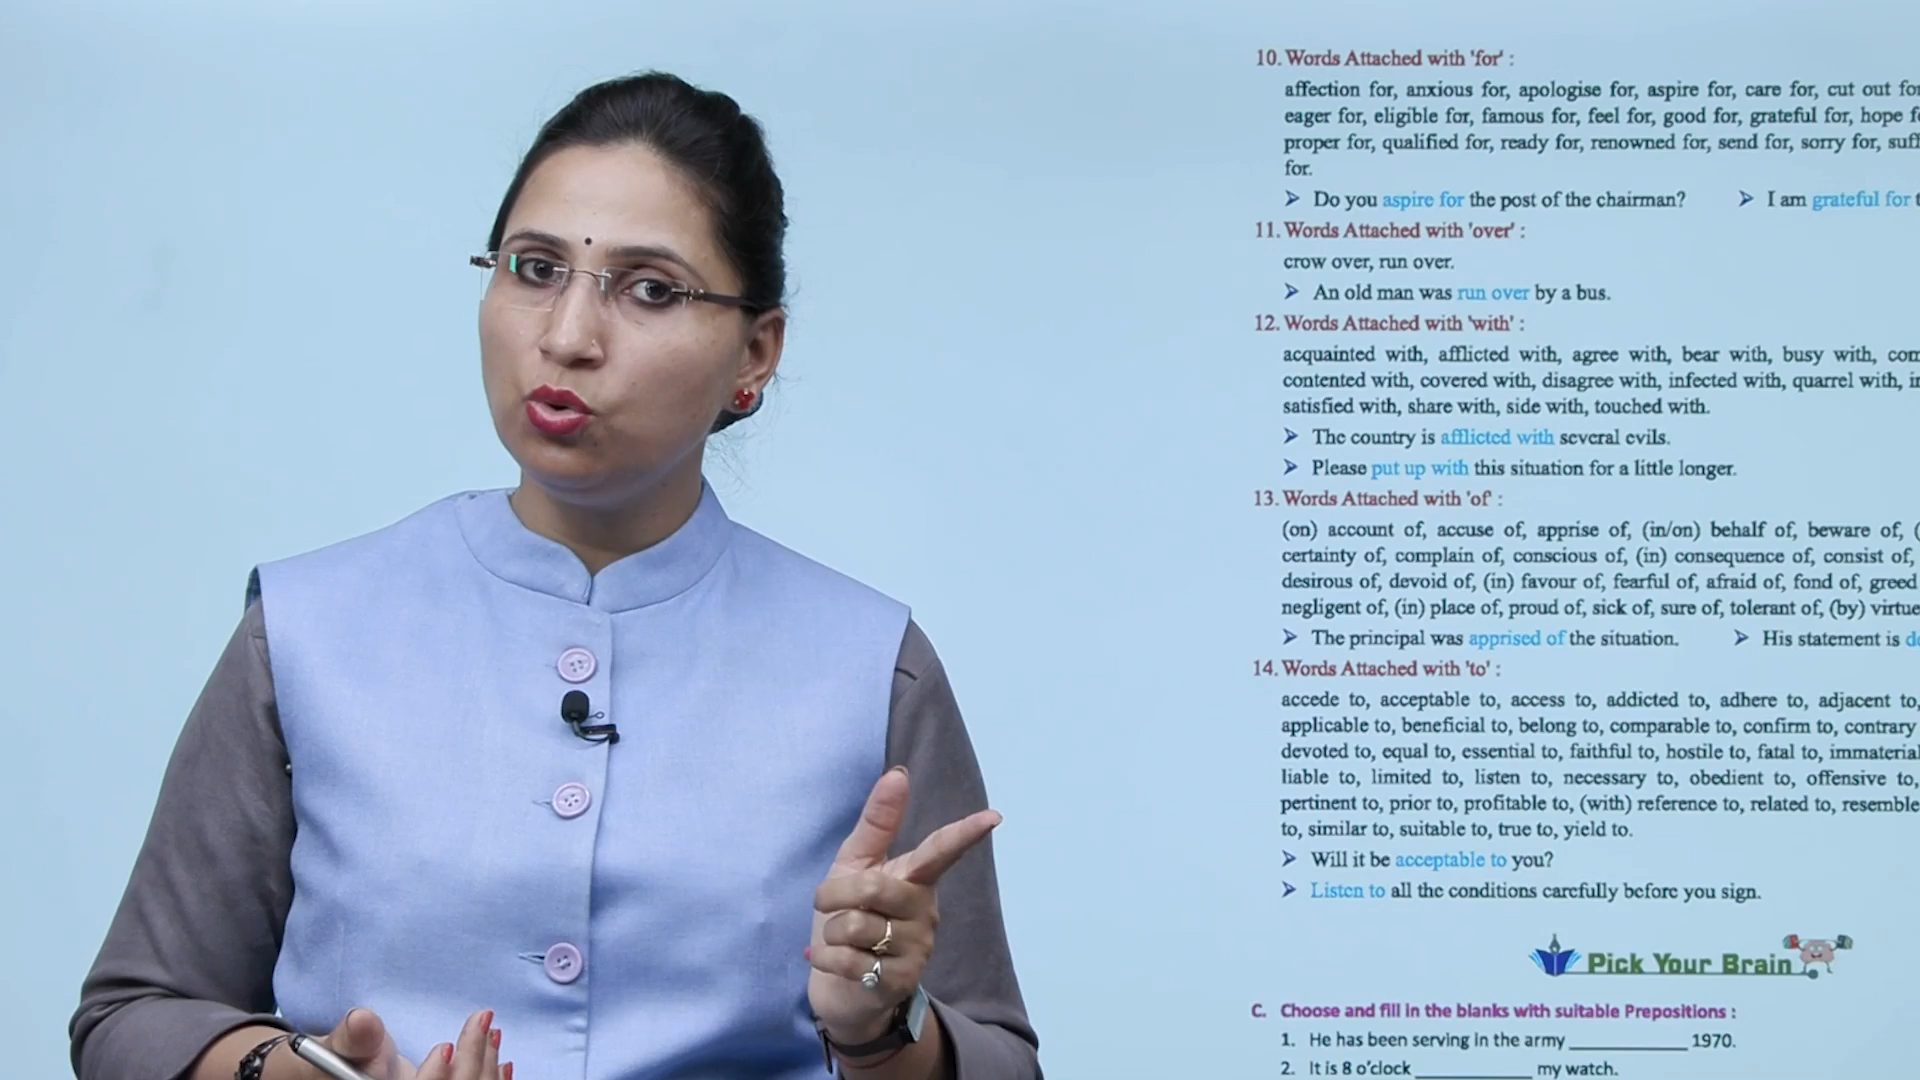 10. Words Attached with 'for' :
affection for, anxious for, apologise for, aspire for, care for, cut out for
eager for, eligible for, famous for, feel for, good for, grateful for, hope
proper for, qualified for, ready for, renowned for, send for, sorry for,
for.
➢ Do you aspire for the post of the chairman? ➢ I am grateful for
11. Words Attached with 'over' :
crow over, run over.
➢ An old man was run over by a bus.
12. Words Attached with 'with' :
acquainted with, afflicted with, agree with, bear with, busy with,
contented with, covered with, disagree with, infected with, quarrel with,
satisfied with, share with, side with, touched with.
➢ The country is afflicted with several evils.
➢ Please put up with this situation for a little longer.
13. Words Attached with 'of' :
(on) account of, accuse of, apprise of, (in/on) behalf of, beware of, (
certainty of, complain of, conscious of, (in) consequence of, consist of,
desirous of, devoid of, (in) favour of, fearful of, afraid of, fond of, greed
negligent of, (in) place of, proud of, sick of, sure of, tolerant of, (by) virtue
➢ The principal was apprised of the situation. ➢ His statement is
14. Words Attached with 'to' :
accede to, acceptable to, access to, addicted to, adhere to, adjacent to,
applicable to, beneficial to, belong to, comparable to, confirm to, contrary
devoted to, equal to, essential to, faithful to, hostile to, fatal to, immaterial
liable to, limited to, listen to, necessary to, obedient to, offensive to,
pertinent to, prior to, profitable to, (with) reference to, related to, resemble
to, similar to, suitable to, true to, yield to.
➢ Will it be acceptable to you?
➢ Listen to all the conditions carefully before you sign.
Pick Your Brain
C. Choose and fill in the blanks with suitable Prepositions :
1. He has been serving in the army ____________ 1970.
2. It is 8 o'clock ____________ my watch.